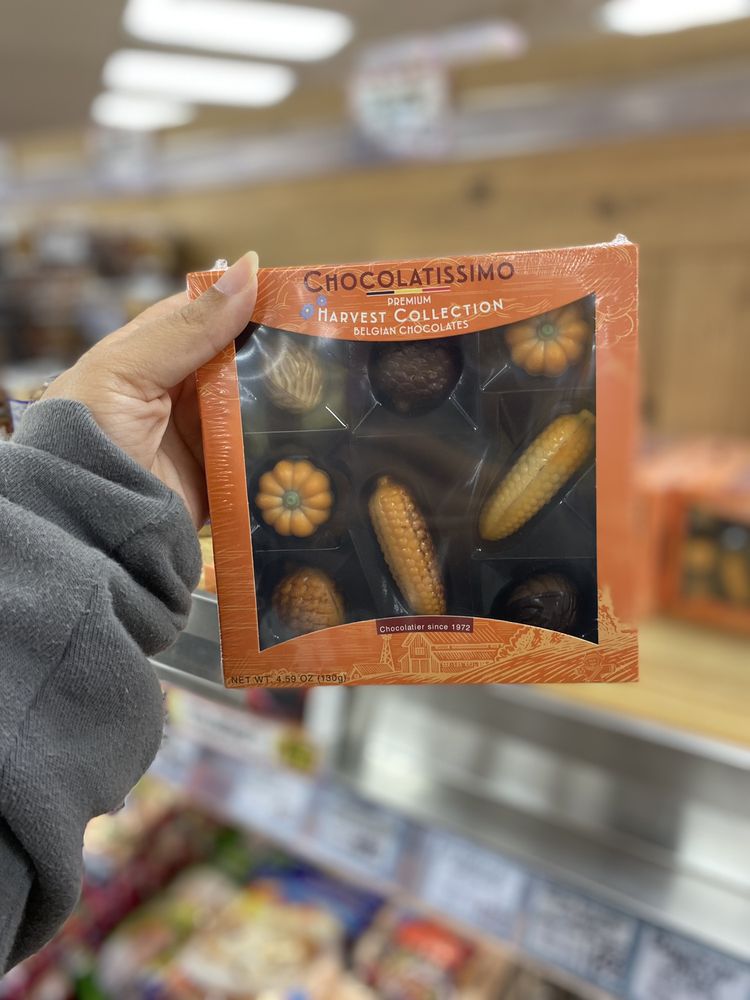 CHOCOLATISSIMO
PREMIUM
HARVEST COLLECTION
BELGIAN CHOCOLATES
Chocolatier since 1972
NET WT. 4.59 OZ (130g)